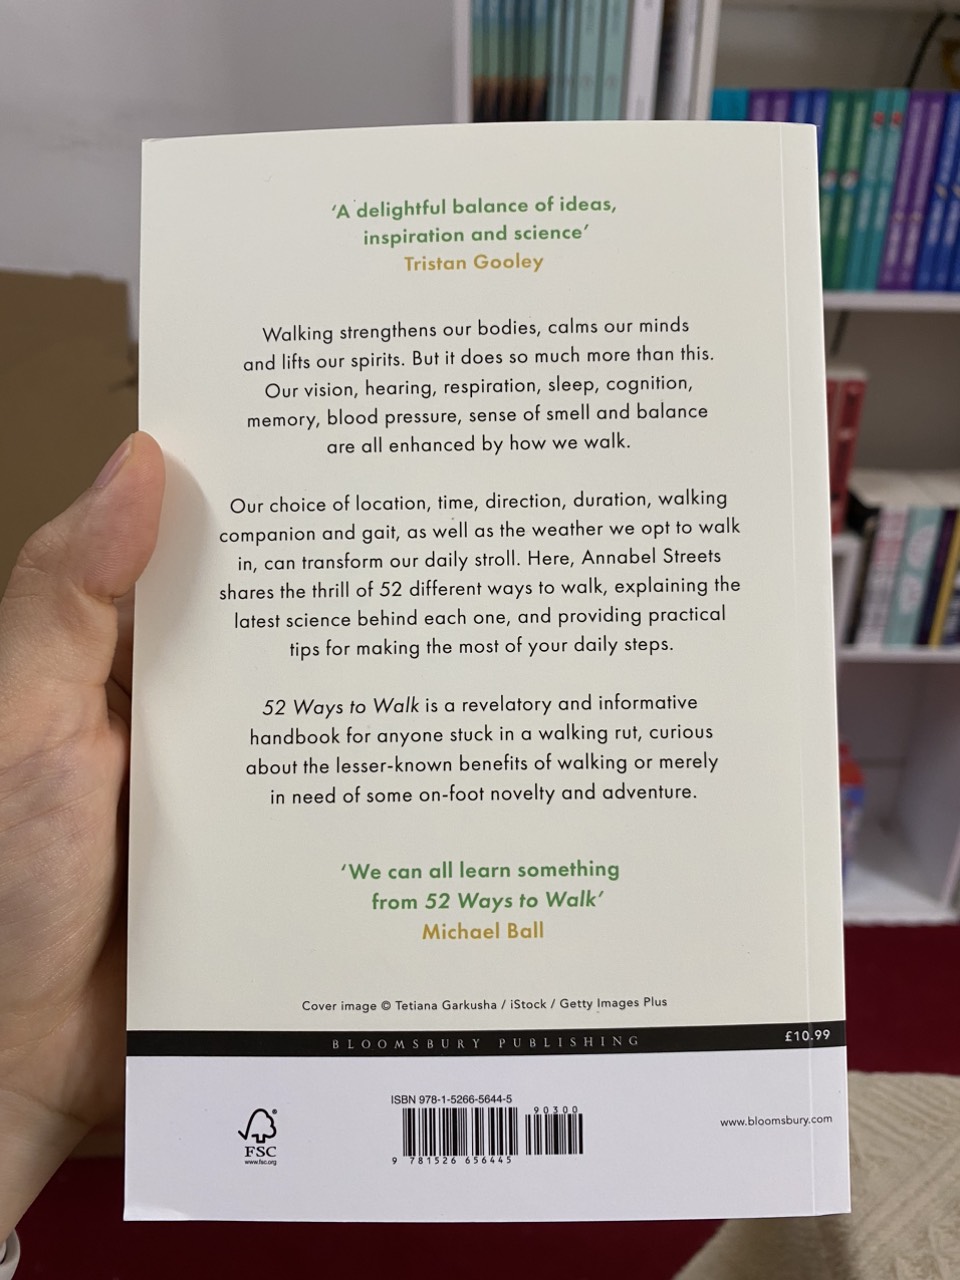 ‘A delightful balance of ideas,
inspiration and science’
Tristan Gooley
Walking strengthens our bodies, calms our minds
and lifts our spirits. But it does so much more than this.
Our vision, hearing, respiration, sleep, cognition,
memory, blood pressure, sense of smell and balance
are all enhanced by how we walk.
Our choice of location, time, direction, duration, walking
companion and gait, as well as the weather we opt to walk
in, can transform our daily stroll. Here, Annabel Streets
shares the thrill of 52 different ways to walk, explaining the
latest science behind each one, and providing practical
tips for making the most of your daily steps.
52 Ways to Walk is a revelatory and informative
handbook for anyone stuck in a walking rut, curious
about the lesser-known benefits of walking or merely
in need of some on-foot novelty and adventure.
‘We can all learn something
from 52 Ways to Walk’
Michael Ball
Cover image © Tetiana Garkusha / iStock / Getty Images Plus
BLOOMSBURY PUBLISHING
£10.99
ISBN 978-1-5266-5644-5
90300
9 781526 656445
FSC
www.fsc.org
www.bloomsbury.com